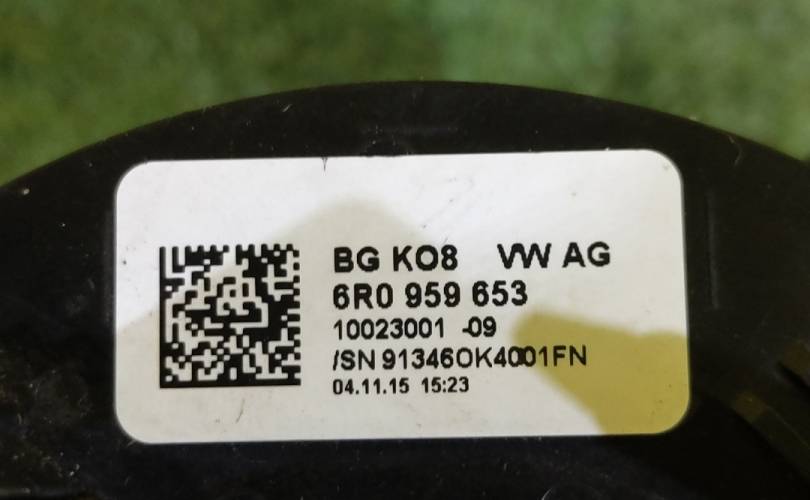 BG KO8 VW AG
6R0 959 653
10023001 -09
/SN 91346OK4001FN
04.11.15 15:23